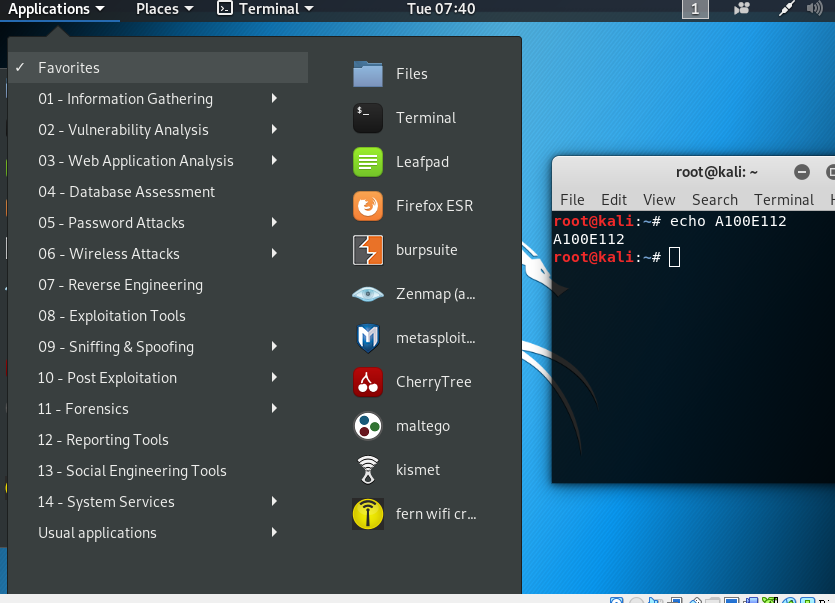 Applications Places Terminal Tue 07:40 1
Favorites
01 - Information Gathering
02 - Vulnerability Analysis
03 - Web Application Analysis
04 - Database Assessment
05 - Password Attacks
06 - Wireless Attacks
07 - Reverse Engineering
08 - Exploitation Tools
09 - Sniffing & Spoofing
10 - Post Exploitation
11 - Forensics
12 - Reporting Tools
13 - Social Engineering Tools
14 - System Services
Usual applications
Files
Terminal
Leafpad
Firefox ESR
burpsuite
Zenmap (a...
metasploit...
CherryTree
maltego
kismet
fern wifi cr...
root@kali: ~
File Edit View Search Terminal
root@kali:~# echo A100E112
A100E112
root@kali:~#